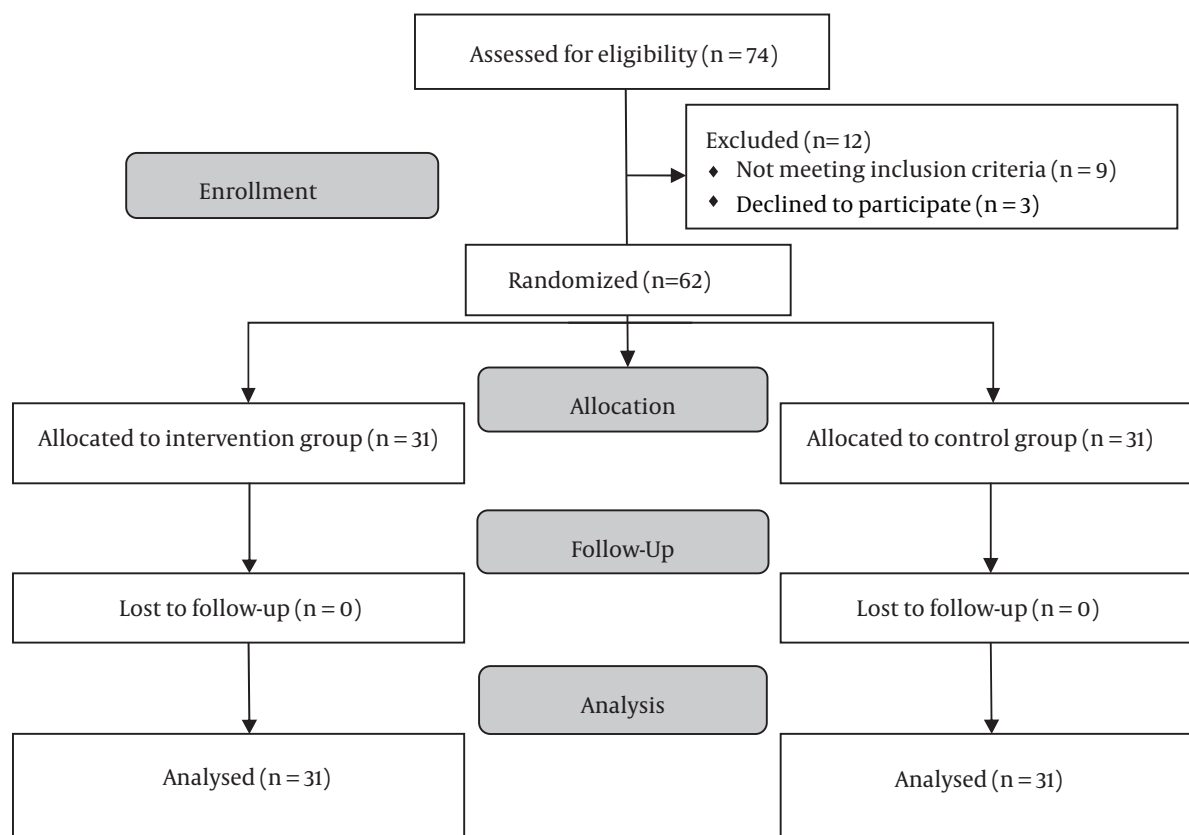 Assessed for eligibility (n = 74)
Excluded (n= 12)
♦ Not meeting inclusion criteria (n = 9)
♦ Declined to participate (n = 3)
Enrollment
Randomized (n=62)
Allocation
Allocated to intervention group (n = 31)
Allocated to control group (n = 31)
Follow-Up
Lost to follow-up (n = 0)
Lost to follow-up (n = 0)
Analysis
Analysed (n = 31)
Analysed (n = 31)